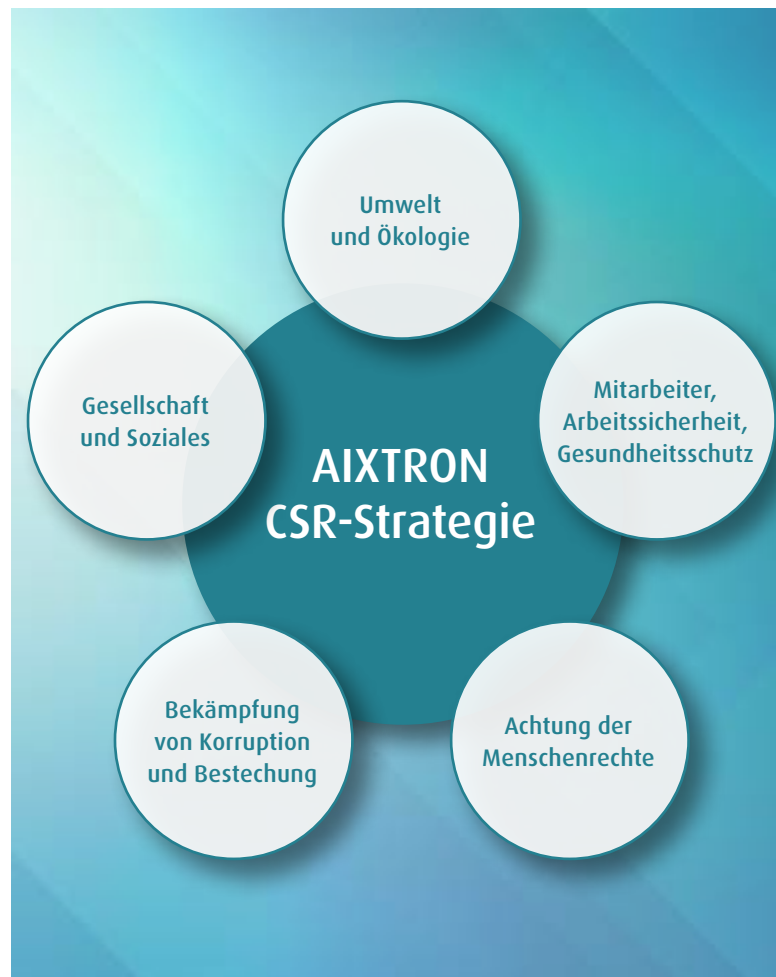 Umwelt
und Ökologie
Gesellschaft
und Soziales
Mitarbeiter,
Arbeitssicherheit,
Gesundheitsschutz
AIXTRON
CSR-Strategie
Bekämpfung
von Korruption
und Bestechung
Achtung der
Menschenrechte